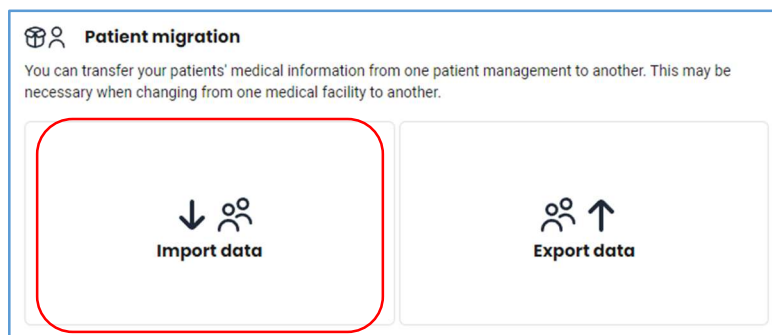 Patient migration
You can transfer your patients' medical information from one patient management to another. This may be
necessary when changing from one medical facility to another.
Import data
Export data